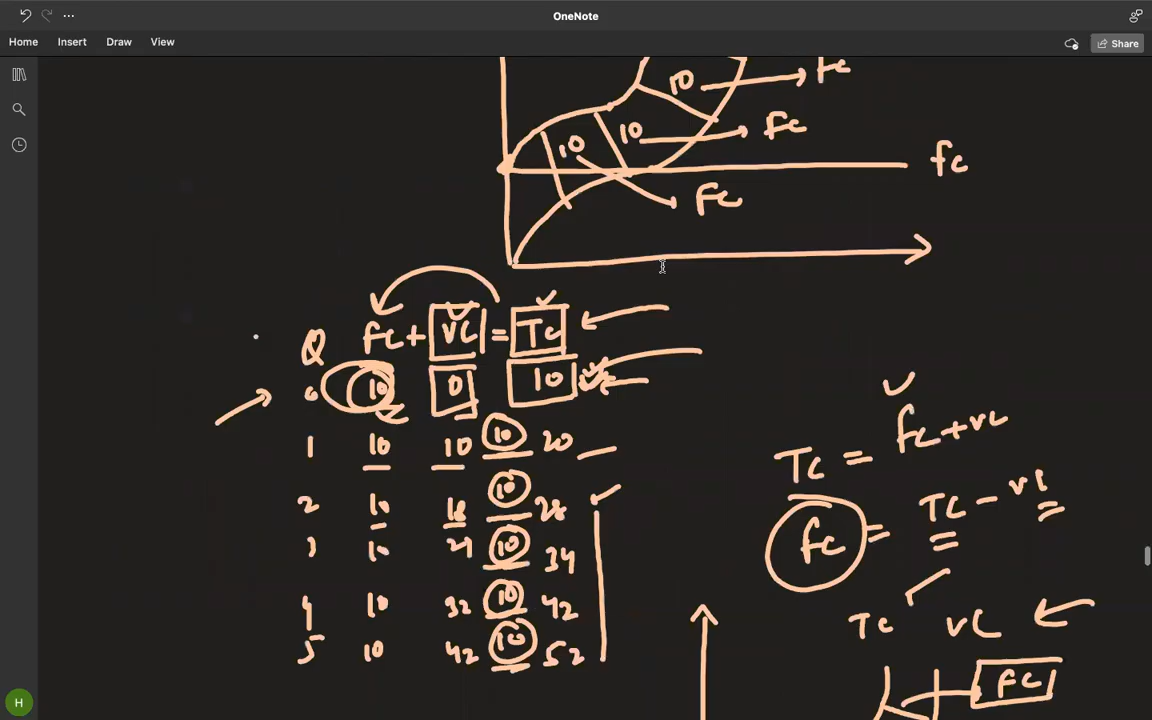 OneNote
Home Insert Draw View
Share
10 → fc
10 → fc
10
fc
fc
Q fc + VC = TC
0 10 0 10
1 10 10 10 20
2 10 18 10 28
3 10 24 10 34
4 10 32 10 42
5 10 42 10 52
TC = fc + VC
fc = TC - VC
TC VC
FC
H